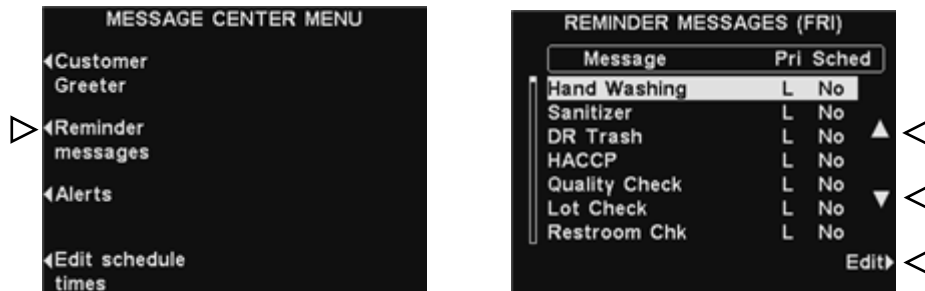 MESSAGE CENTER MENU
Customer
Greeter
Reminder
messages
Alerts
Edit schedule
times
REMINDER MESSAGES (FRI)
Message Pri Sched
Hand Washing L No
Sanitizer L No
DR Trash L No
HACCP L No
Quality Check L No
Lot Check L No
Restroom Chk L No
Edit